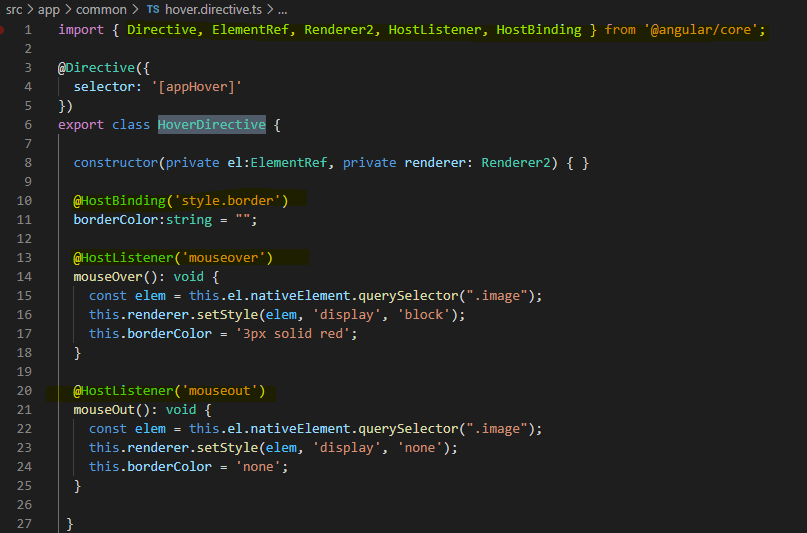 src > app > common > TS hover.directive.ts > ...
1 import { Directive, ElementRef, Renderer2, HostListener, HostBinding } from '@angular/core';
2
3 @Directive({
4   selector: '[appHover]'
5 })
6 export class HoverDirective {
7
8   constructor(private el:ElementRef, private renderer: Renderer2) { }
9
10   @HostBinding('style.border')
11   borderColor:string = "";
12
13   @HostListener('mouseover')
14   mouseOver(): void {
15     const elem = this.el.nativeElement.querySelector(".image");
16     this.renderer.setStyle(elem, 'display', 'block');
17     this.borderColor = '3px solid red';
18   }
19
20   @HostListener('mouseout')
21   mouseOut(): void {
22     const elem = this.el.nativeElement.querySelector(".image");
23     this.renderer.setStyle(elem, 'display', 'none');
24     this.borderColor = 'none';
25   }
26
27  }